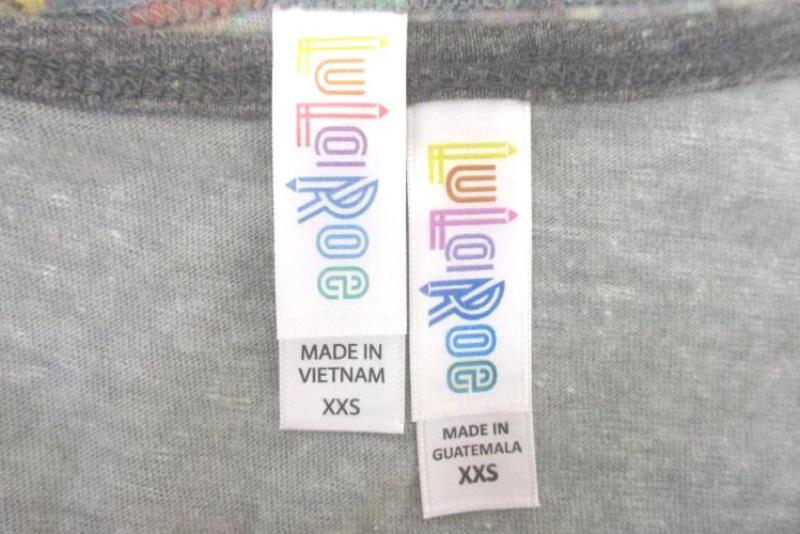 LuLaRoe
MADE IN
VIETNAM
XXS
LuLaRoe
MADE IN
GUATEMALA
XXS